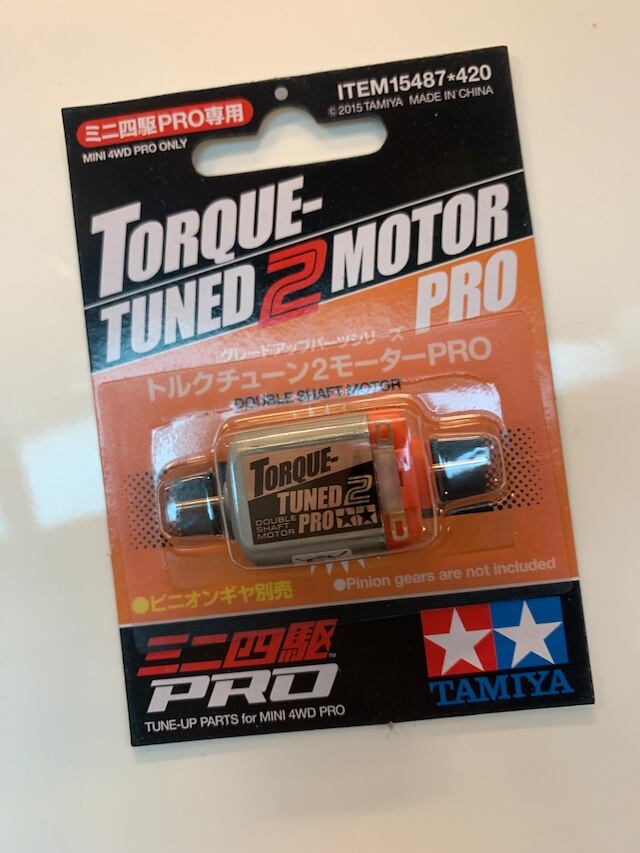 ITEM15487*420
©2015 TAMIYA MADE IN CHINA
ミニ四駆PRO専用
MINI 4WD PRO ONLY
TORQUE-
TUNED 2 MOTOR
PRO
グレードアップパーツシリーズ
トルクチューン2モーターPRO
DOUBLE SHAFT MOTOR
TORQUE-
TUNED 2
DOUBLE
SHAFT
MOTOR
PRO
●ピニオンギヤ別売
●Pinion gears are not included
ミニ四駆™
PRO
TUNE-UP PARTS for MINI 4WD PRO
TAMIYA